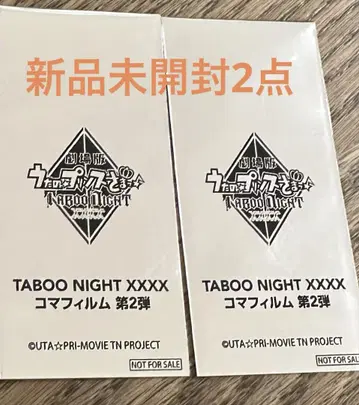 新品未開封2点
劇場版
うたの☆プリンスさまっ♪
TABOO NIGHT
XXXX
TABOO NIGHT XXXX
コマフィルム 第2弾
©UTA☆PRI-MOVIE TN PROJECT
NOT FOR SALE
劇場版
うたの☆プリンスさまっ♪
TABOO NIGHT
XXXX
TABOO NIGHT XXXX
コマフィルム 第2弾
©UTA☆PRI-MOVIE TN PROJECT
NOT FOR SALE